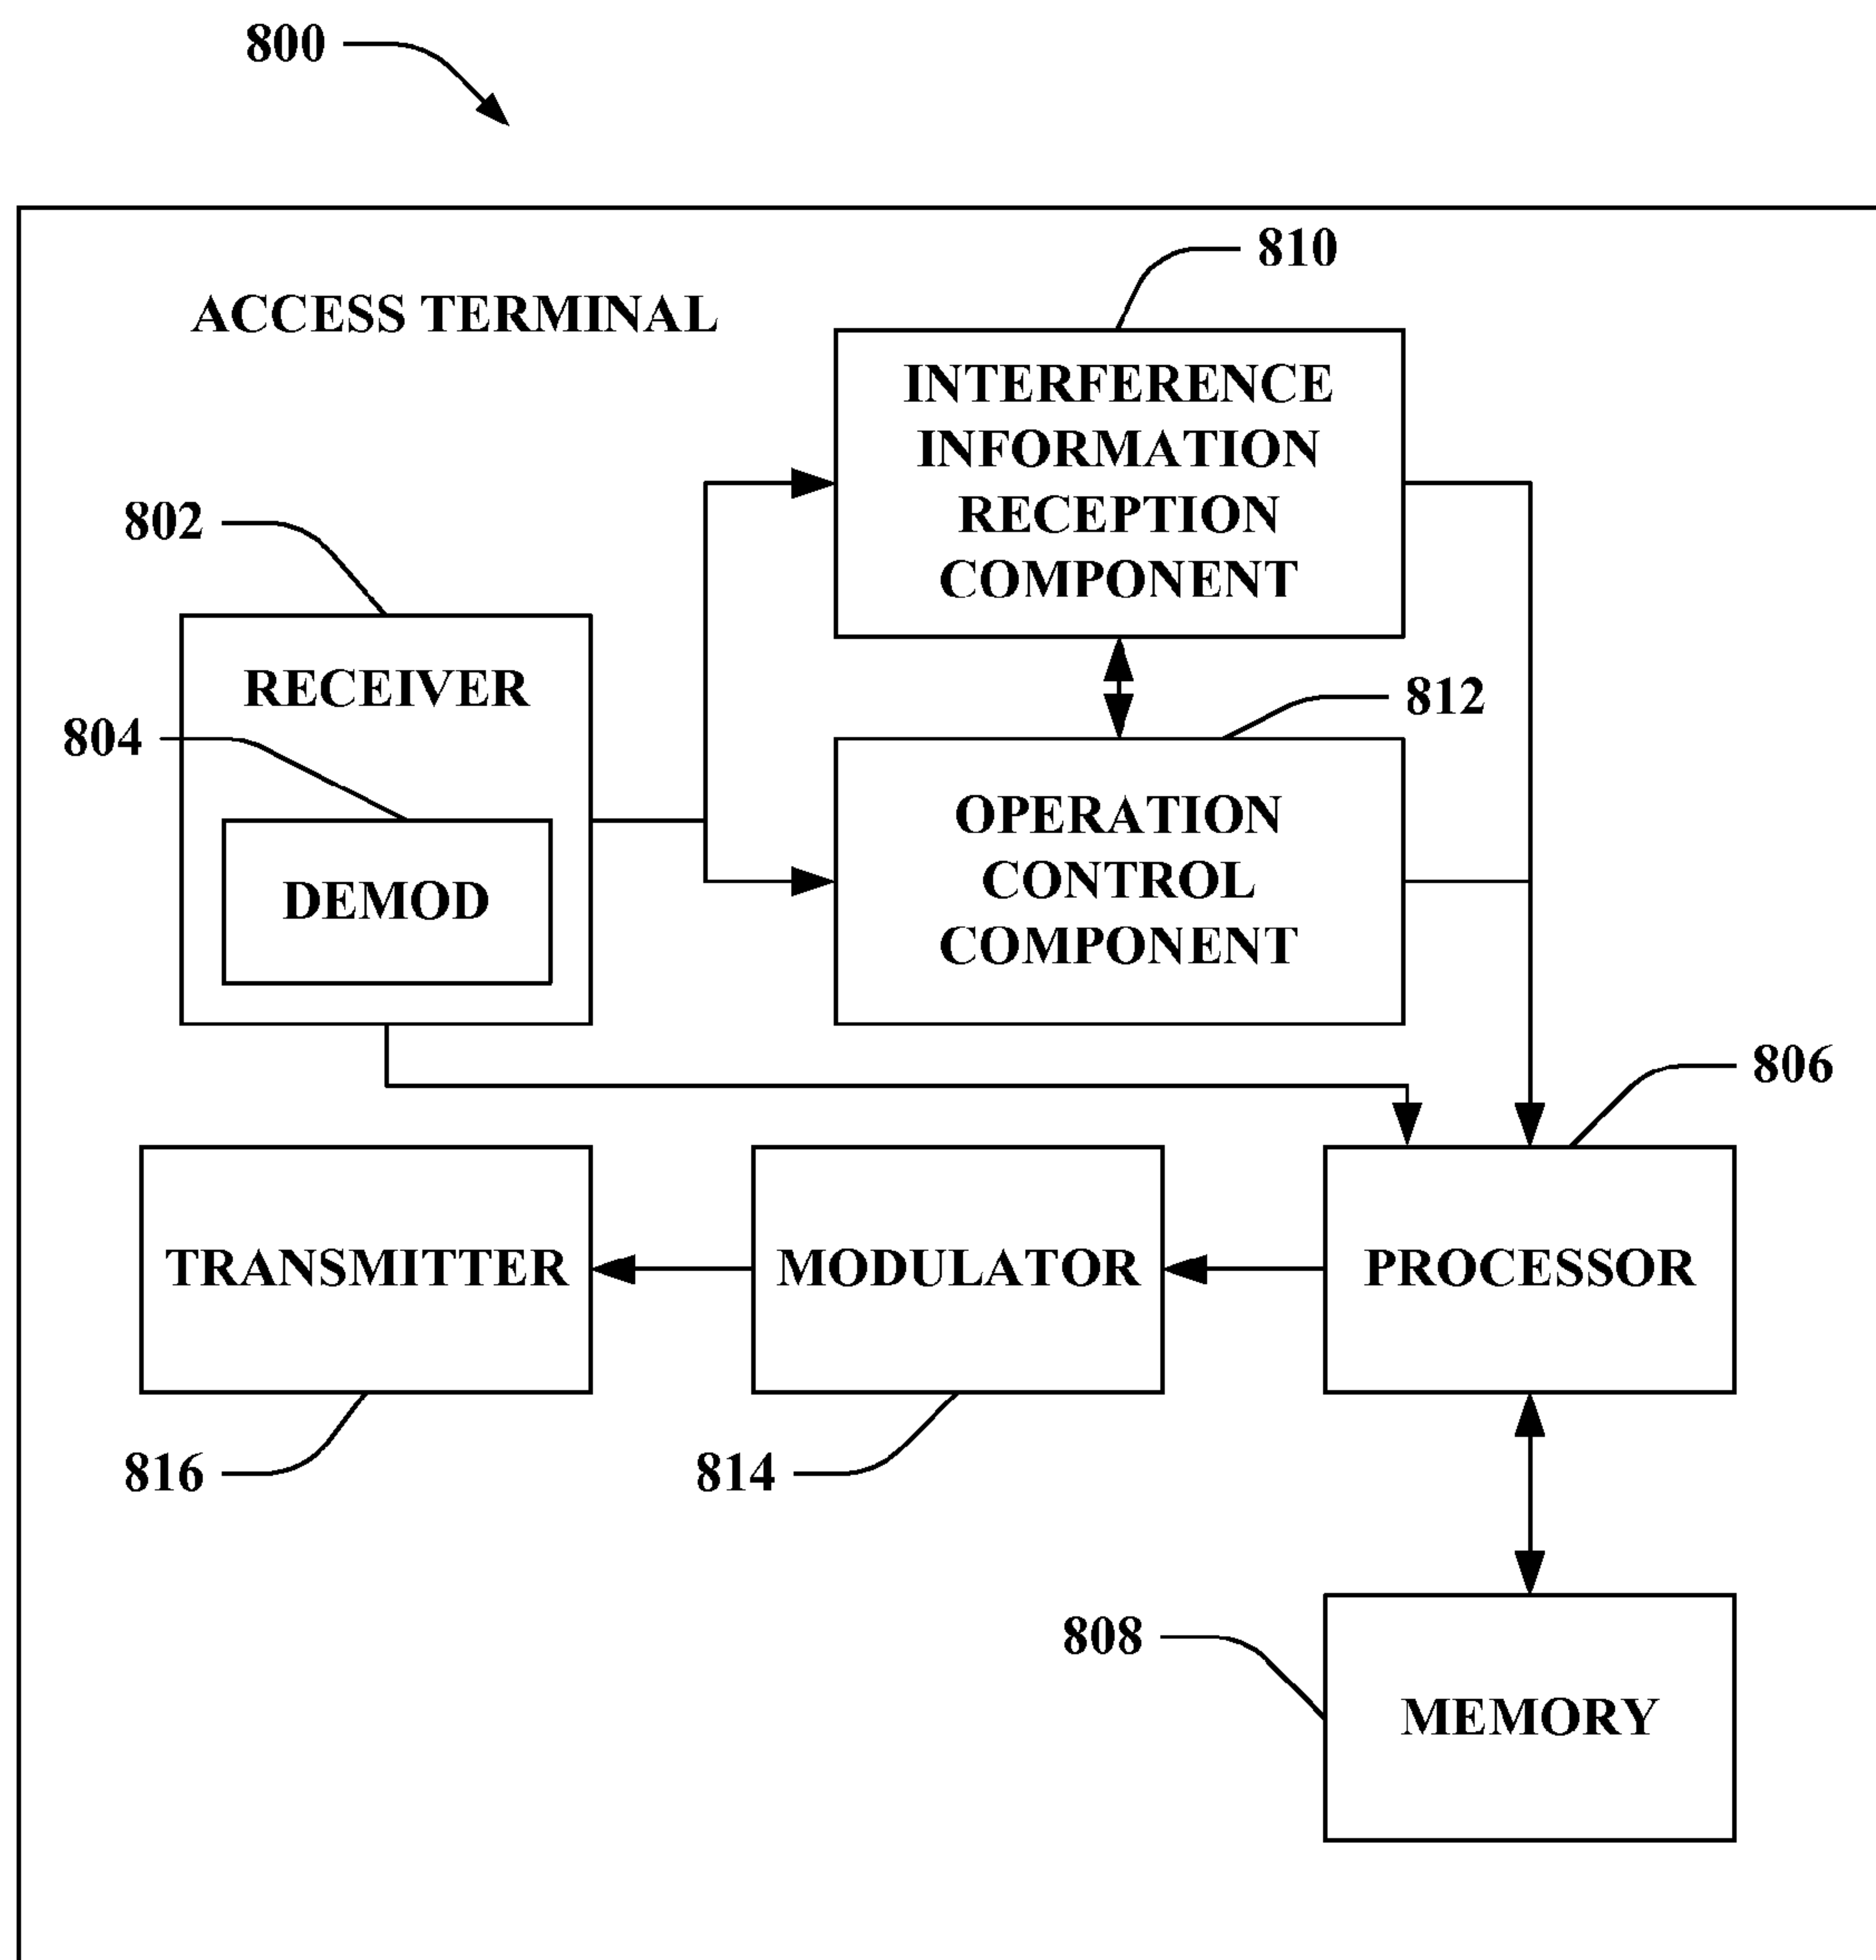 800
810
ACCESS TERMINAL
INTERFERENCE
INFORMATION
RECEPTION
COMPONENT
802
RECEIVER
804
DEMOD
812
OPERATION
CONTROL
COMPONENT
806
TRANSMITTER
MODULATOR
PROCESSOR
816
814
808
MEMORY